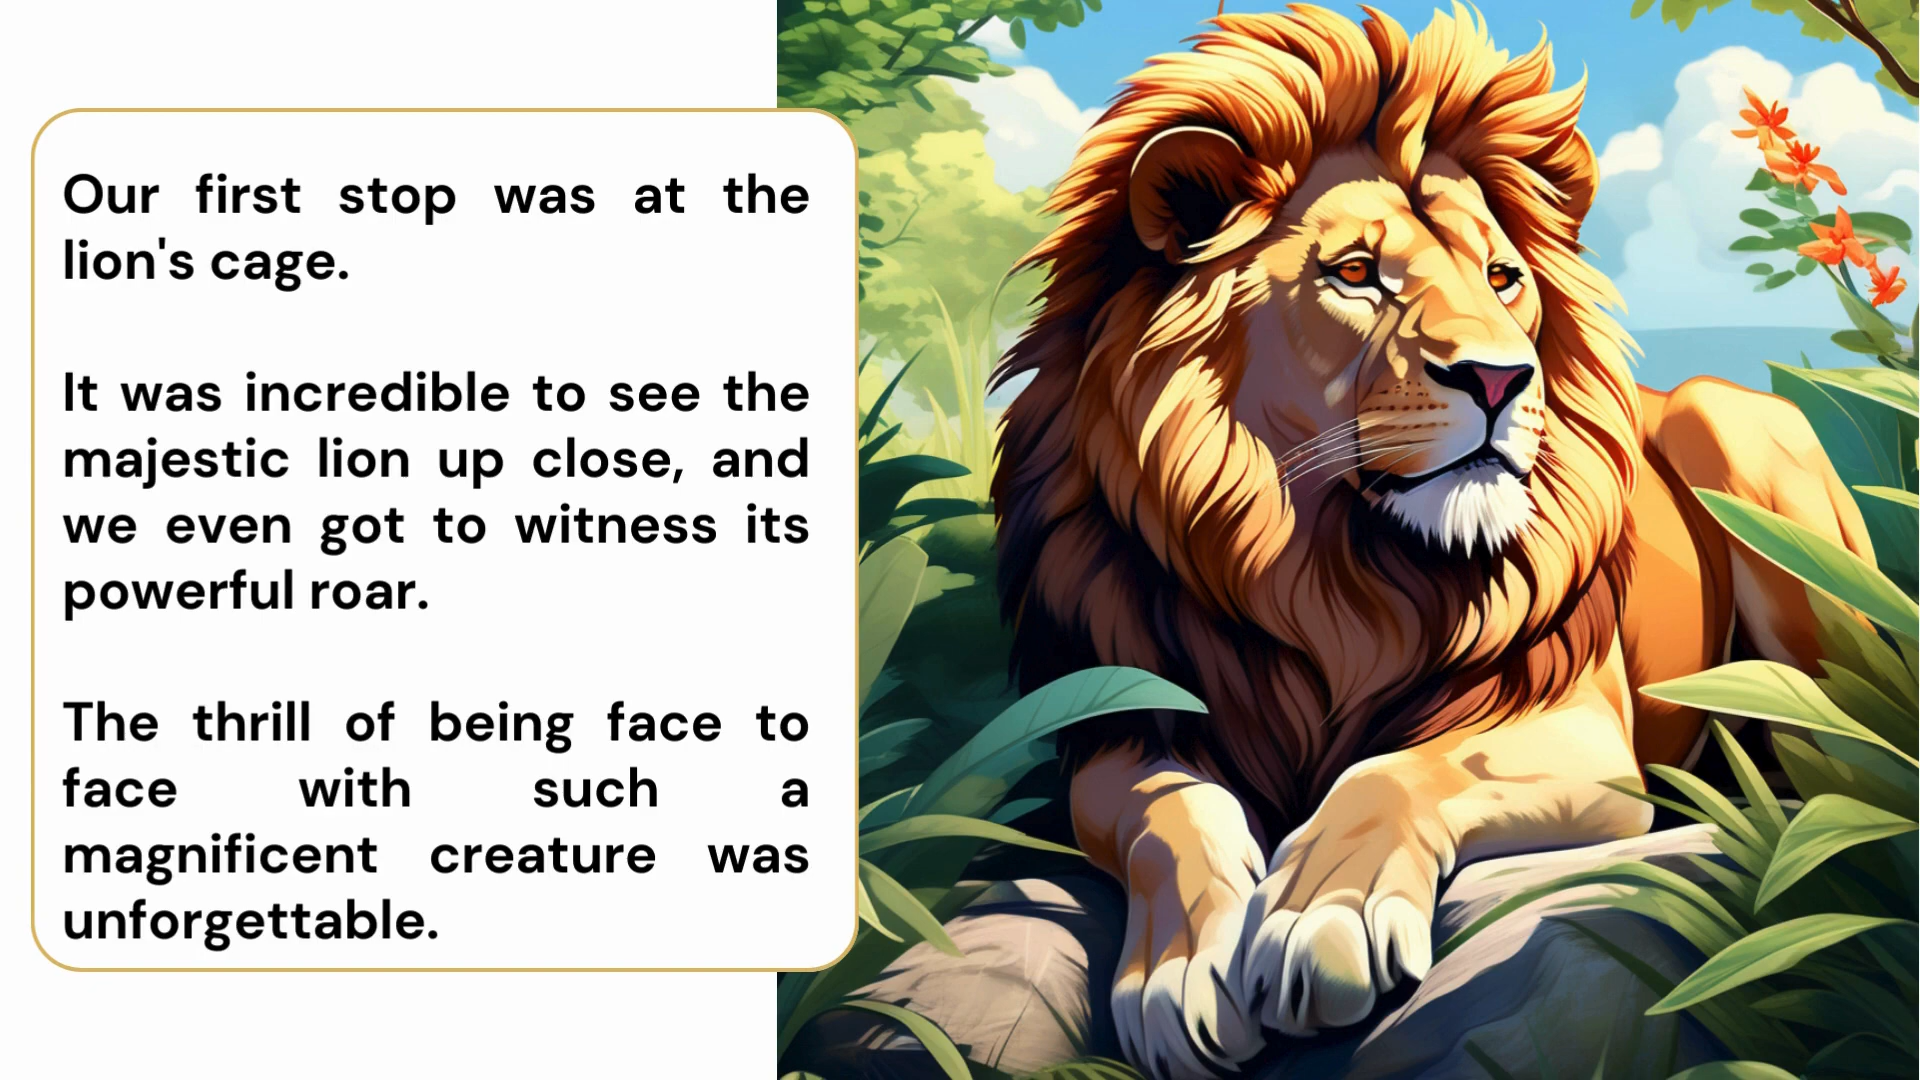 Our first stop was at the
lion's cage.
It was incredible to see the
majestic lion up close, and
we even got to witness its
powerful roar.
The thrill of being face to
face with such a
magnificent creature was
unforgettable.